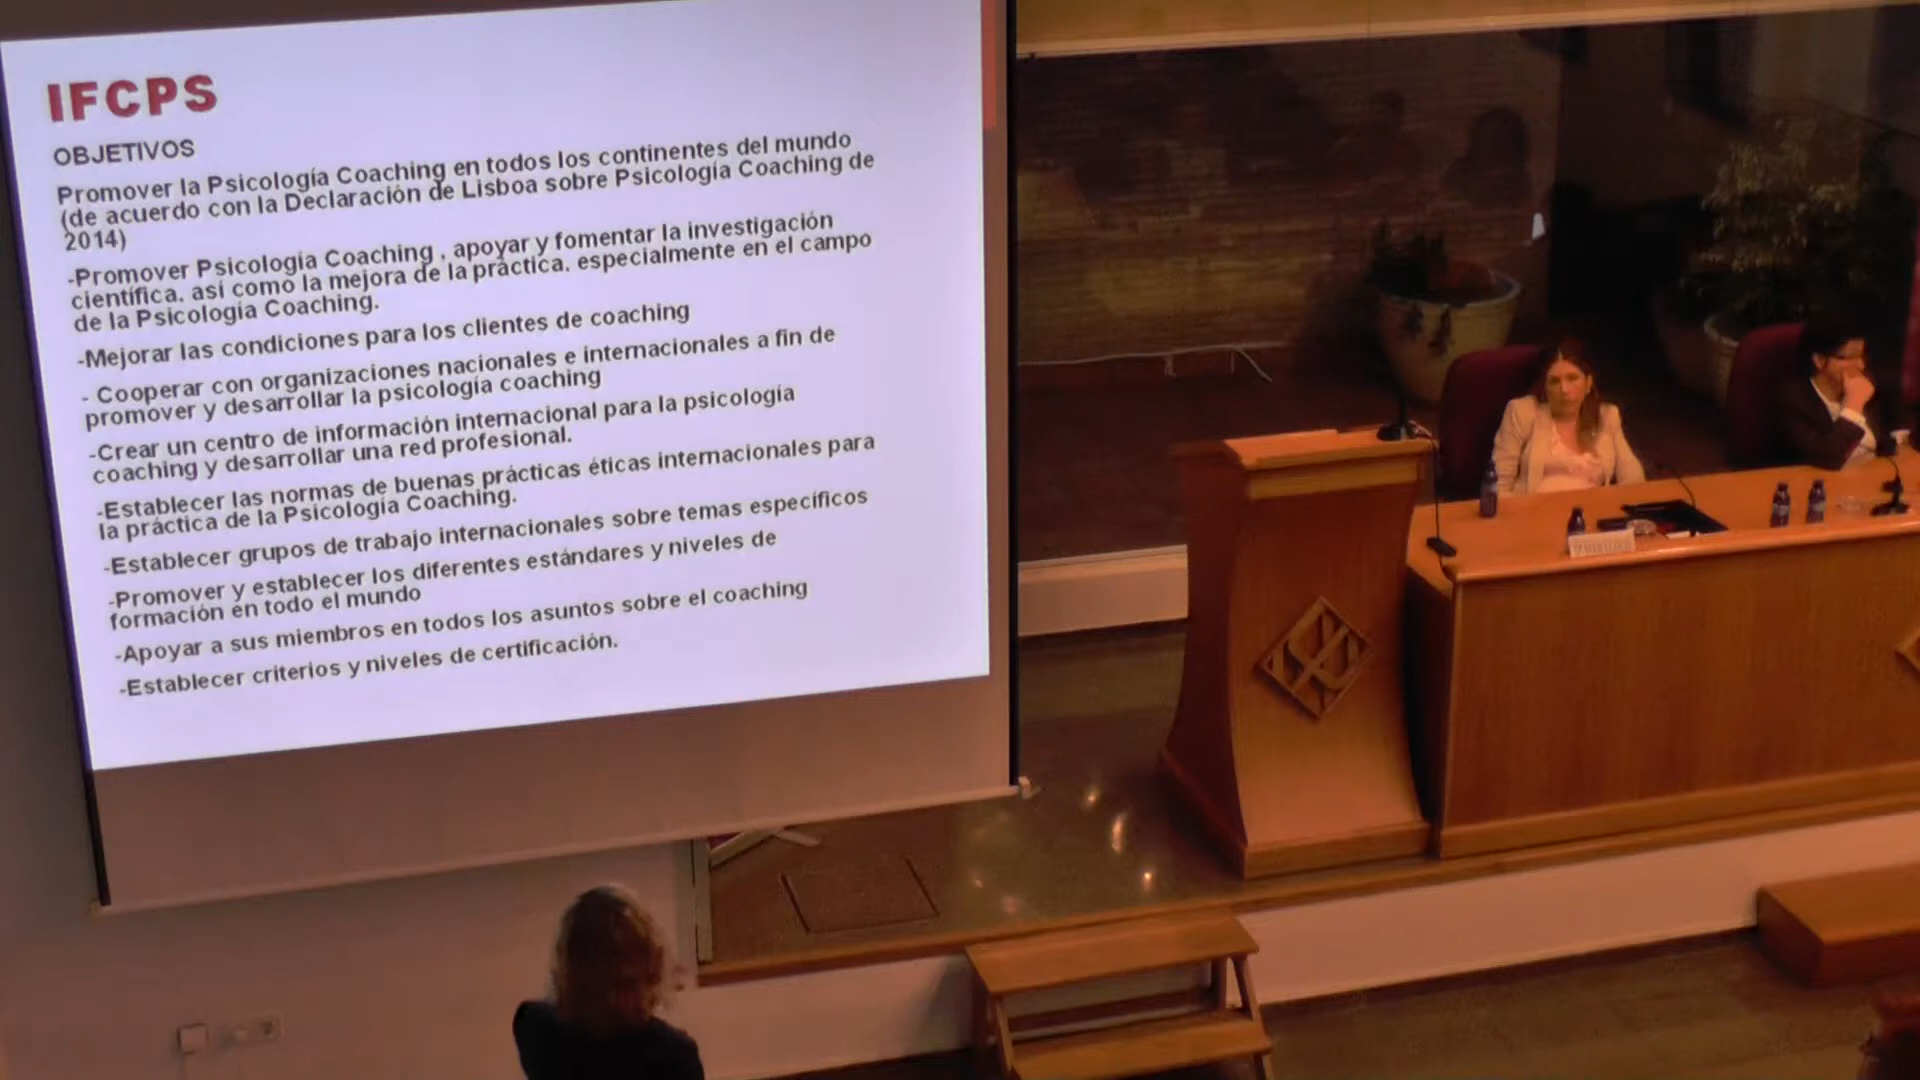 IFCPS
OBJETIVOS
Promover la Psicología Coaching en todos los continentes del mundo
(de acuerdo con la Declaración de Lisboa sobre Psicología Coaching de
2014)
-Promover Psicología Coaching , apoyar y fomentar la investigación
científica. así como la mejora de la práctica. especialmente en el campo
de la Psicología Coaching.
-Mejorar las condiciones para los clientes de coaching
- Cooperar con organizaciones nacionales e internacionales a fin de
promover y desarrollar la psicología coaching
-Crear un centro de información internacional para la psicología
coaching y desarrollar una red profesional.
-Establecer las normas de buenas prácticas éticas internacionales para
la práctica de la Psicología Coaching.
-Establecer grupos de trabajo internacionales sobre temas específicos
-Promover y establecer los diferentes estándares y niveles de
formación en todo el mundo
-Apoyar a sus miembros en todos los asuntos sobre el coaching
-Establecer criterios y niveles de certificación.